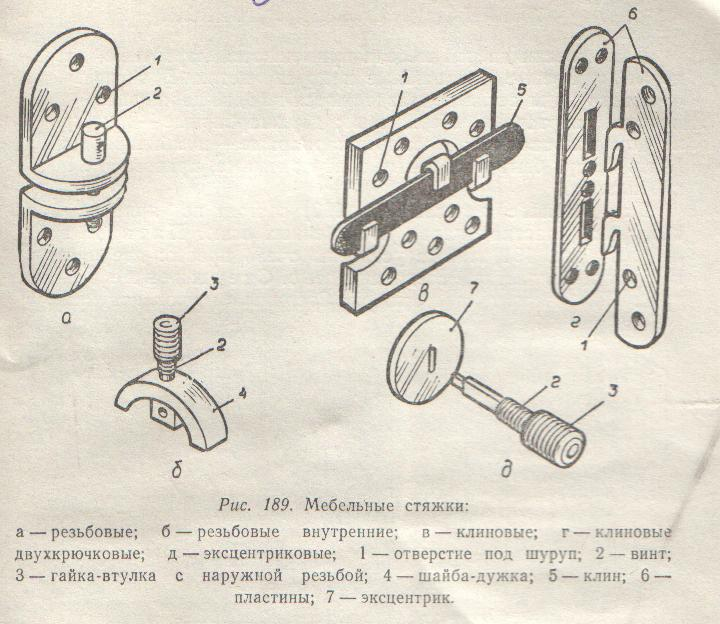 6
1
2
1
5
а
3
2
4
б
в
7
г
1
2
3
д
Рис. 189. Мебельные стяжки:
а — резьбовые; б — резьбовые внутренние; в — клиновые; г — клиновые
двухкрючковые; д — эксцентриковые; 1 — отверстие под шуруп; 2 — винт;
3 — гайка-втулка с наружной резьбой; 4 — шайба-дужка; 5 — клин; 6 —
пластины; 7 — эксцентрик.